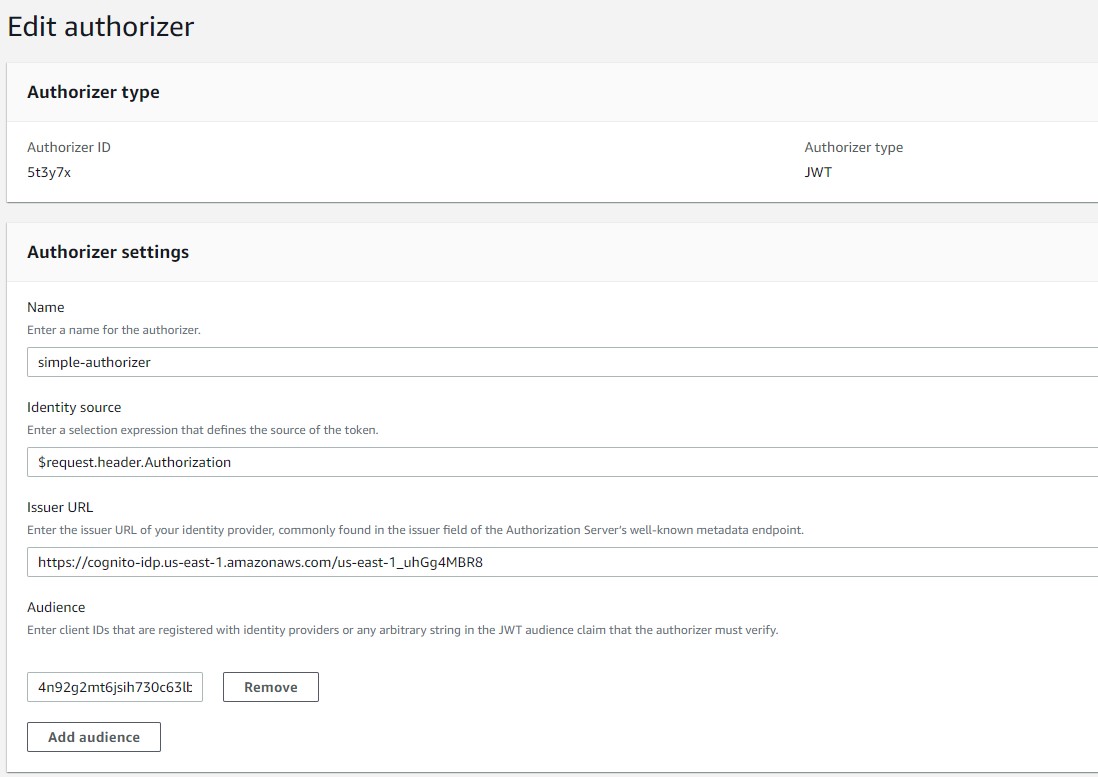 Edit authorizer
Authorizer type
Authorizer ID
Authorizer type
5t3y7x
JWT
Authorizer settings
Name
Enter a name for the authorizer.
simple-authorizer
Identity source
Enter a selection expression that defines the source of the token.
$request.header.Authorization
Issuer URL
Enter the issuer URL of your identity provider, commonly found in the issuer field of the Authorization Server's well-known metadata endpoint.
https://cognito-idp.us-east-1.amazonaws.com/us-east-1_uhGg4MBR8
Audience
Enter client IDs that are registered with identity providers or any arbitrary string in the JWT audience claim that the authorizer must verify.
4n92g2mt6jsih730c63lb
Remove
Add audience